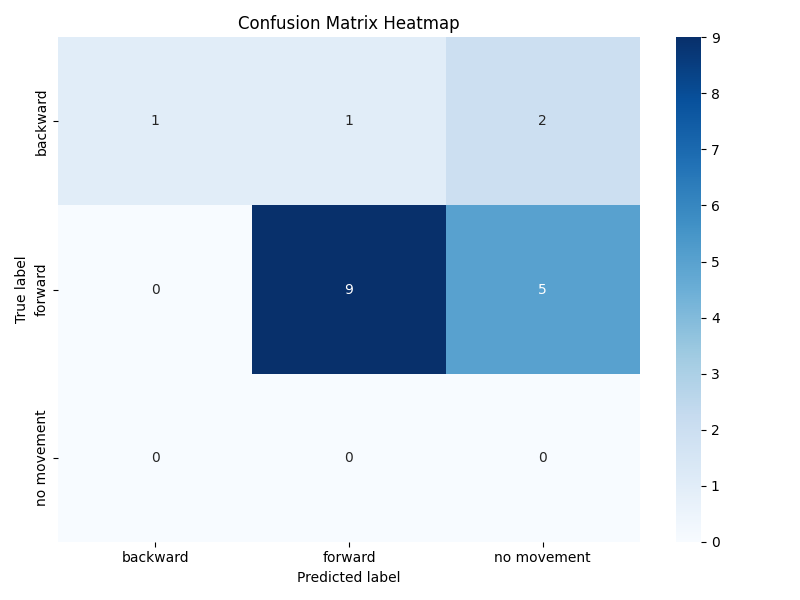 Confusion Matrix Heatmap
True label
backward
1 1 2
forward
0 9 5
no movement
0 0 0
backward forward no movement
Predicted label
9
8
7
6
5
4
3
2
1
0